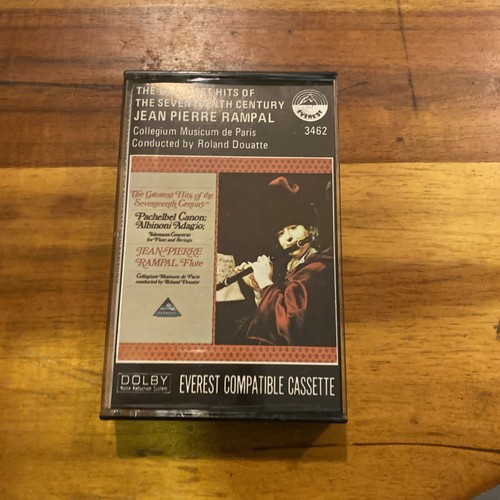 THE GREATEST HITS OF
THE SEVENTEENTH CENTURY
JEAN PIERRE RAMPAL
Collegium Musicum de Paris
Conducted by Roland Douatte
EVEREST
3462
The Greatest Hits of the
Seventeenth Century
Pachelbel Canon;
Albinoni Adagio;
Telemann Concerto
for Flute and Strings
JEAN-PIERRE
RAMPAL, Flute
Collegium Musicum de Paris
conducted by Roland Douatte
EVEREST
DOLBY
Noise Reduction System
EVEREST COMPATIBLE CASSETTE